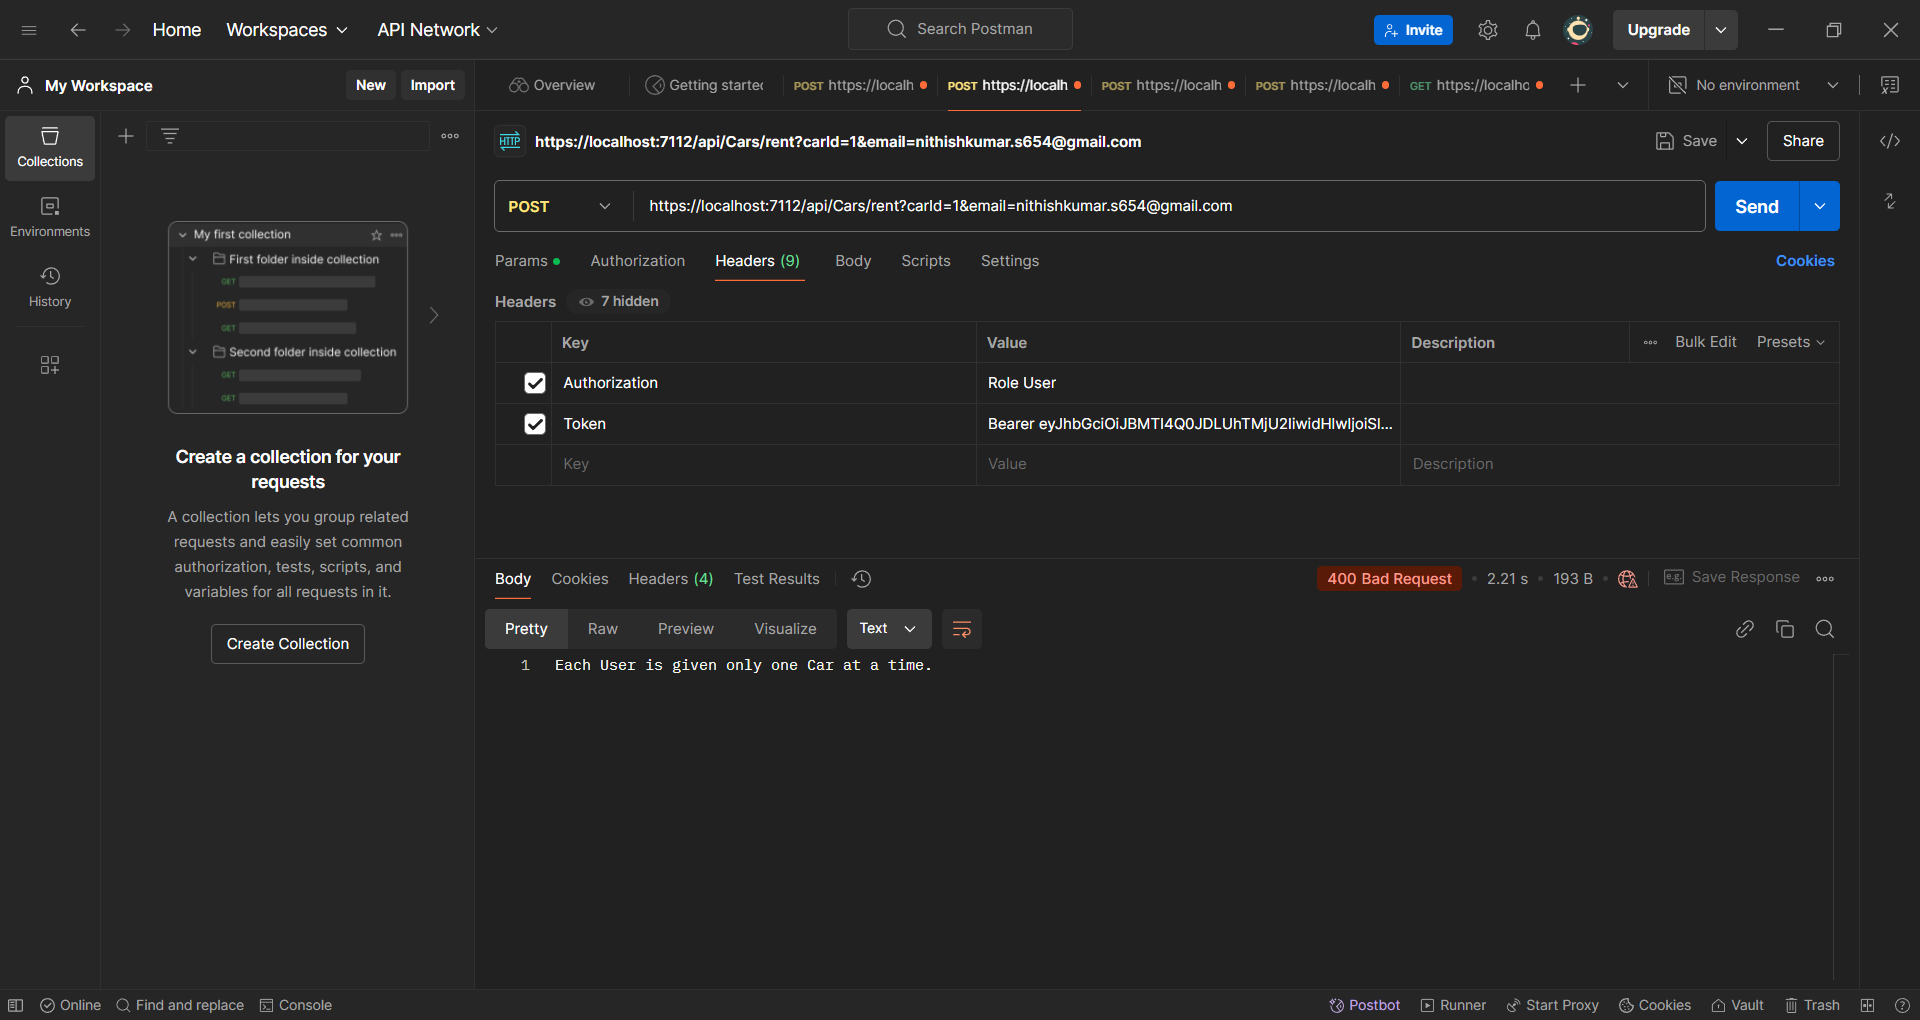 Home Workspaces API Network Search Postman Invite Upgrade
My Workspace New Import Overview Getting started POST https://localh POST https://localh POST https://localh POST https://localh GET https://localho No environment
HTTP https://localhost:7112/api/Cars/rent?carId=1&email=nithishkumar.s654@gmail.com Save Share
Collections
Environments
History
POST https://localhost:7112/api/Cars/rent?carId=1&email=nithishkumar.s654@gmail.com Send
Params Authorization Headers (9) Body Scripts Settings Cookies
Headers 7 hidden
Key Value Description Bulk Edit Presets
Authorization Role User
Token Bearer eyJhbGciOiJBMTI4Q0JDLUhTMjU2IiwidHlwIjoiSl...
Key Value Description
My first collection
First folder inside collection
GET
POST
GET
Second folder inside collection
GET
GET
Create a collection for your
requests
A collection lets you group related
requests and easily set common
authorization, tests, scripts, and
variables for all requests in it.
Create Collection
Body Cookies Headers (4) Test Results 400 Bad Request 2.21 s 193 B e.g. Save Response
Pretty Raw Preview Visualize Text
1 Each User is given only one Car at a time.
Online Find and replace Console Postbot Runner Start Proxy Cookies Vault Trash